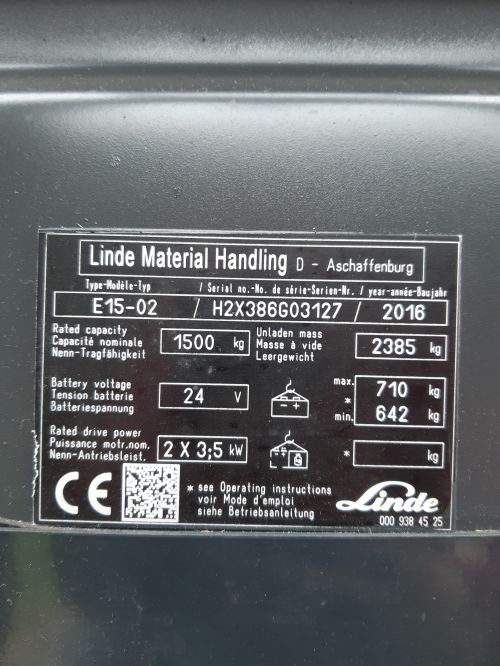 Linde Material Handling D - Aschaffenburg
Type-Modèle-Typ / Serial no.-No. de série-Serien-Nr. / year-année-Baujahr
E15-02 / H2X386G03127 / 2016
Rated capacity
Capacité nominale
Nenn-Tragfähigkeit
1500 kg
Unladen mass
Masse à vide
Leergewicht
2385 kg
Battery voltage
Tension batterie
Batteriespannung
24 V
- +
max. 710 kg
*
min. 642 kg
Rated drive power
Puissance motr.nom.
Nenn-Antriebsleist.
2 X 3;5 kW
* kg
CE
* see Operating instructions
voir Mode d'emploi
siehe Betriebsanleitung
Linde
000 938 45 25